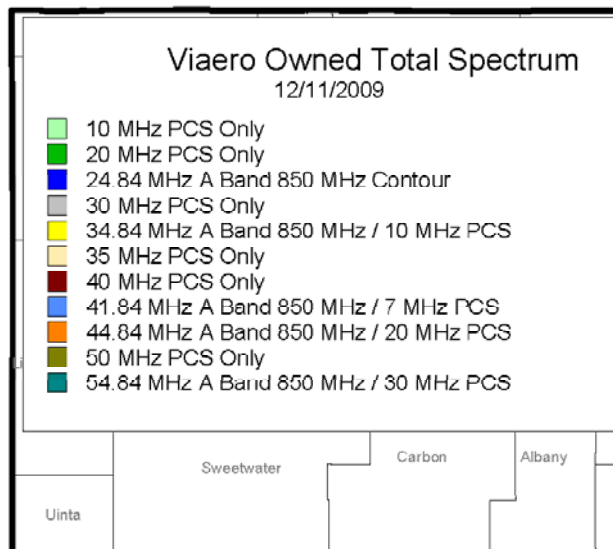 Viaero Owned Total Spectrum
12/11/2009
10 MHz PCS Only
20 MHz PCS Only
24.84 MHz A Band 850 MHz Contour
30 MHz PCS Only
34.84 MHz A Band 850 MHz / 10 MHz PCS
35 MHz PCS Only
40 MHz PCS Only
41.84 MHz A Band 850 MHz / 7 MHz PCS
44.84 MHz A Band 850 MHz / 20 MHz PCS
50 MHz PCS Only
54.84 MHz A Band 850 MHz / 30 MHz PCS
Sweetwater
Carbon
Albany
Uinta